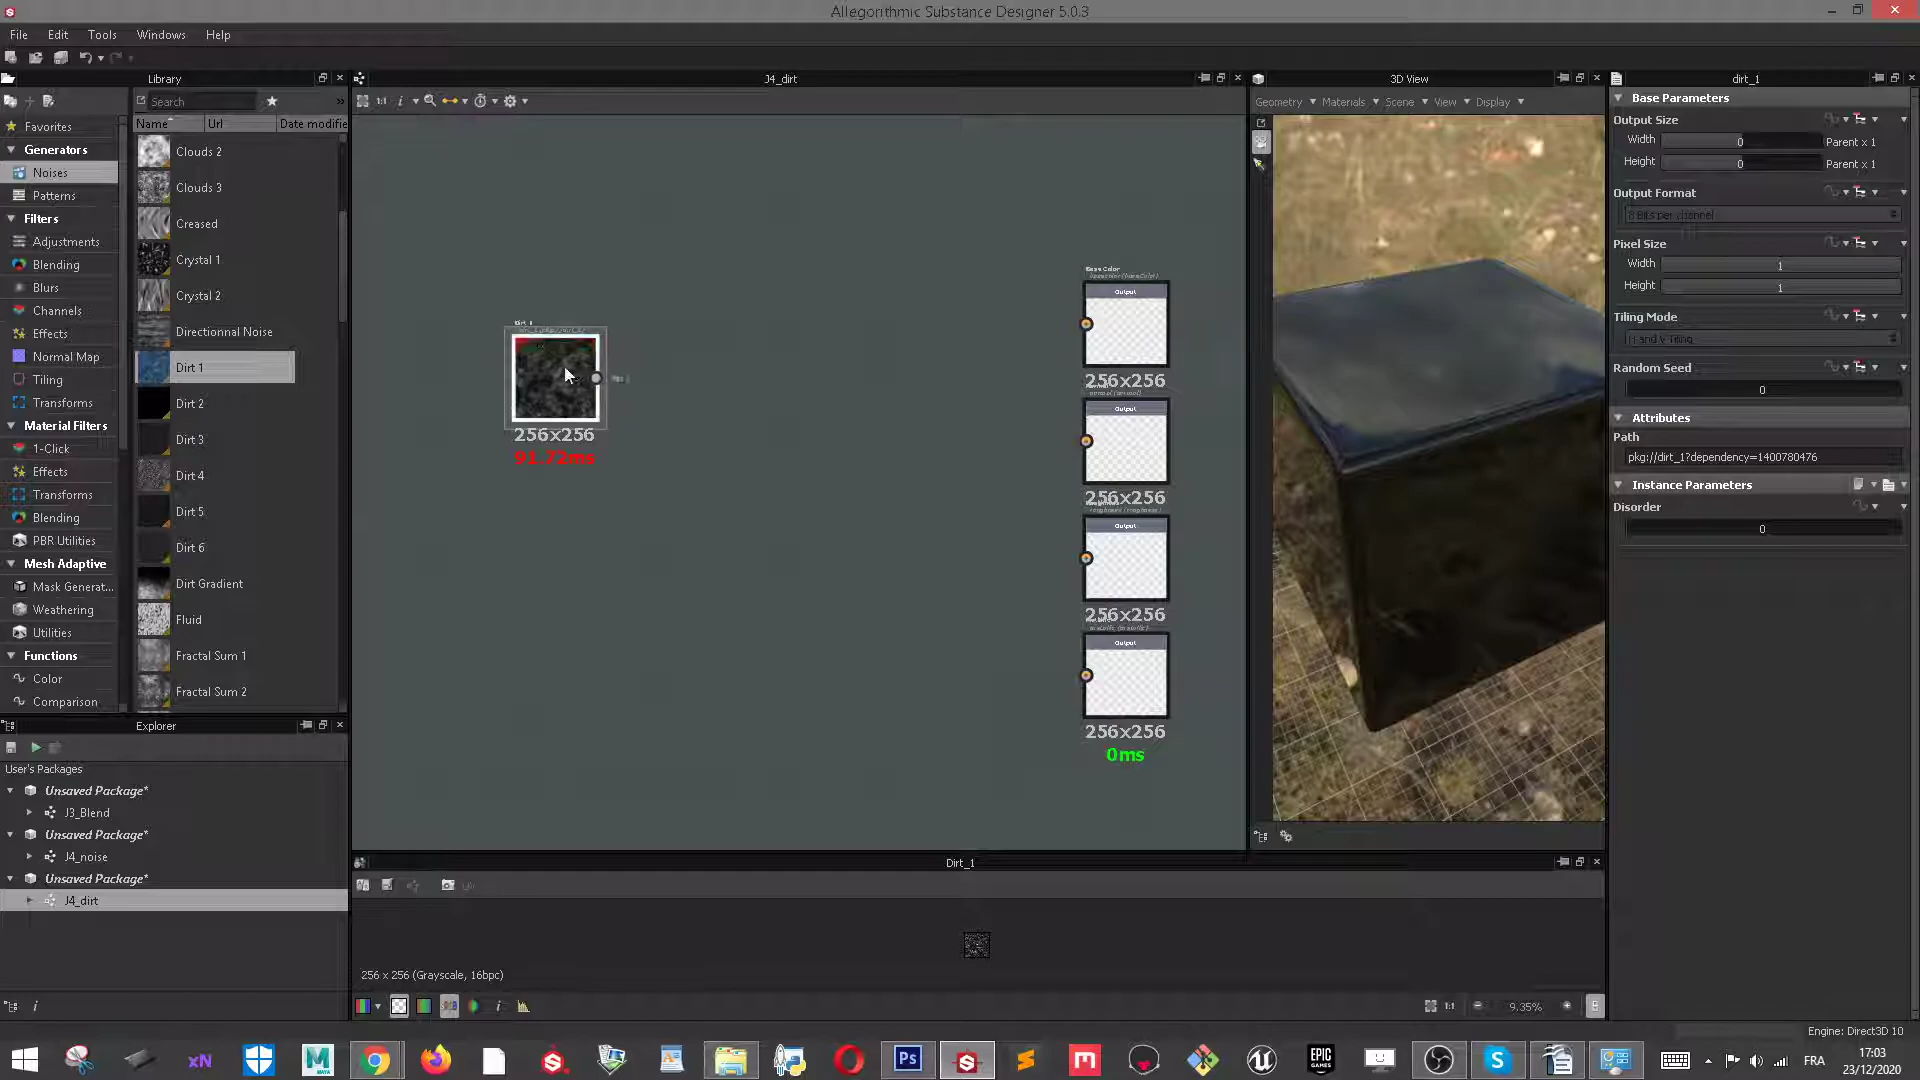 Allegorithmic Substance Designer 5.0.3
File
Edit
Tools
Windows
Help
Library
Search
Name
Url
Date modifie
Favorites
Generators
Noises
Patterns
Filters
Adjustments
Blending
Blurs
Channels
Effects
Normal Map
Tiling
Transforms
Material Filters
1-Click
Effects
Transforms
Blending
PBR Utilities
Mesh Adaptive
Mask Generat...
Weathering
Utilities
Functions
Color
Comparison
Clouds 2
Clouds 3
Creased
Crystal 1
Crystal 2
Directionnal Noise
Dirt 1
Dirt 2
Dirt 3
Dirt 4
Dirt 5
Dirt 6
Dirt Gradient
Fluid
Fractal Sum 1
Fractal Sum 2
Explorer
User's Packages
Unsaved Package*
J3_Blend
Unsaved Package*
J4_noise
Unsaved Package*
J4_dirt
J4_dirt
1:1
Dirt 1
256x256
91.72ms
Base Color
Output
256x256
Output
256x256
Output
256x256
Output
256x256
0ms
3D View
Geometry
Materials
Scene
View
Display
Dirt_1
256 x 256 (Grayscale, 16bpc)
1:1
9.35%
dirt_1
Base Parameters
Output Size
Width
0
Parent x 1
Height
0
Parent x 1
Output Format
8 Bits per channel
Pixel Size
Width
1
Height
1
Tiling Mode
H and V Tiling
Random Seed
0
Attributes
Path
pkg://dirt_1?dependency=1400780476
Instance Parameters
Disorder
0
Engine: Direct3D 10
xN
MAYA
Ps
EPIC
GAMES
FRA
17:03
23/12/2020